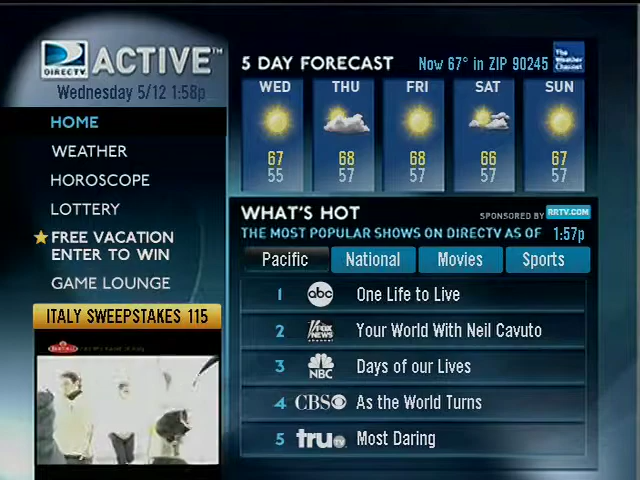 DIRECTV ACTIVE™
Wednesday 5/12 1:58p
HOME
WEATHER
HOROSCOPE
LOTTERY
FREE VACATION
ENTER TO WIN
GAME LOUNGE
ITALY SWEEPSTAKES 115
5 DAY FORECAST
Now 67° in ZIP 90245
The Weather Channel
WED THU FRI SAT SUN
67 68 68 66 67
55 57 57 57 57
WHAT'S HOT
SPONSORED BY RRTV.COM
THE MOST POPULAR SHOWS ON DIRECTV AS OF 1:57p
Pacific National Movies Sports
1 abc One Life to Live
2 FOX NEWS Your World With Neil Cavuto
3 NBC Days of our Lives
4 CBS As the World Turns
5 truTV Most Daring